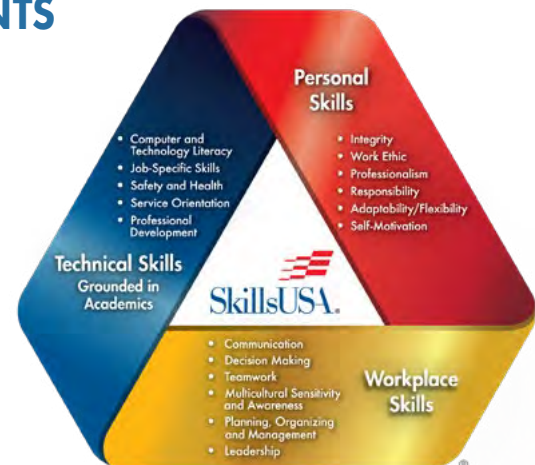 NTS
Personal
Skills
• Integrity
• Work Ethic
• Professionalism
• Responsibility
• Adaptability/Flexibility
• Self-Motivation
• Computer and
Technology Literacy
• Job-Specific Skills
• Safety and Health
• Service Orientation
• Professional
Development
Technical Skills
Grounded in
Academics
SkillsUSA®
• Communication
• Decision Making
• Teamwork
• Multicultural Sensitivity
and Awareness
• Planning, Organizing
and Management
• Leadership
Workplace
Skills
®